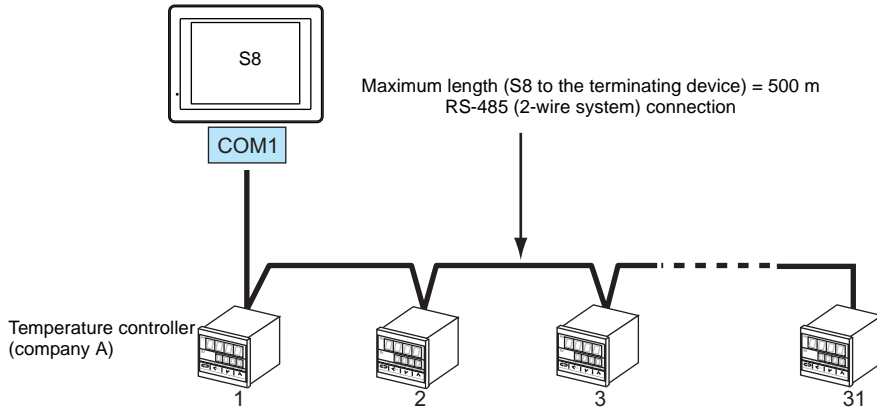 S8
COM1
Maximum length (S8 to the terminating device) = 500 m
RS-485 (2-wire system) connection
Temperature controller
(company A)
1
2
3
31